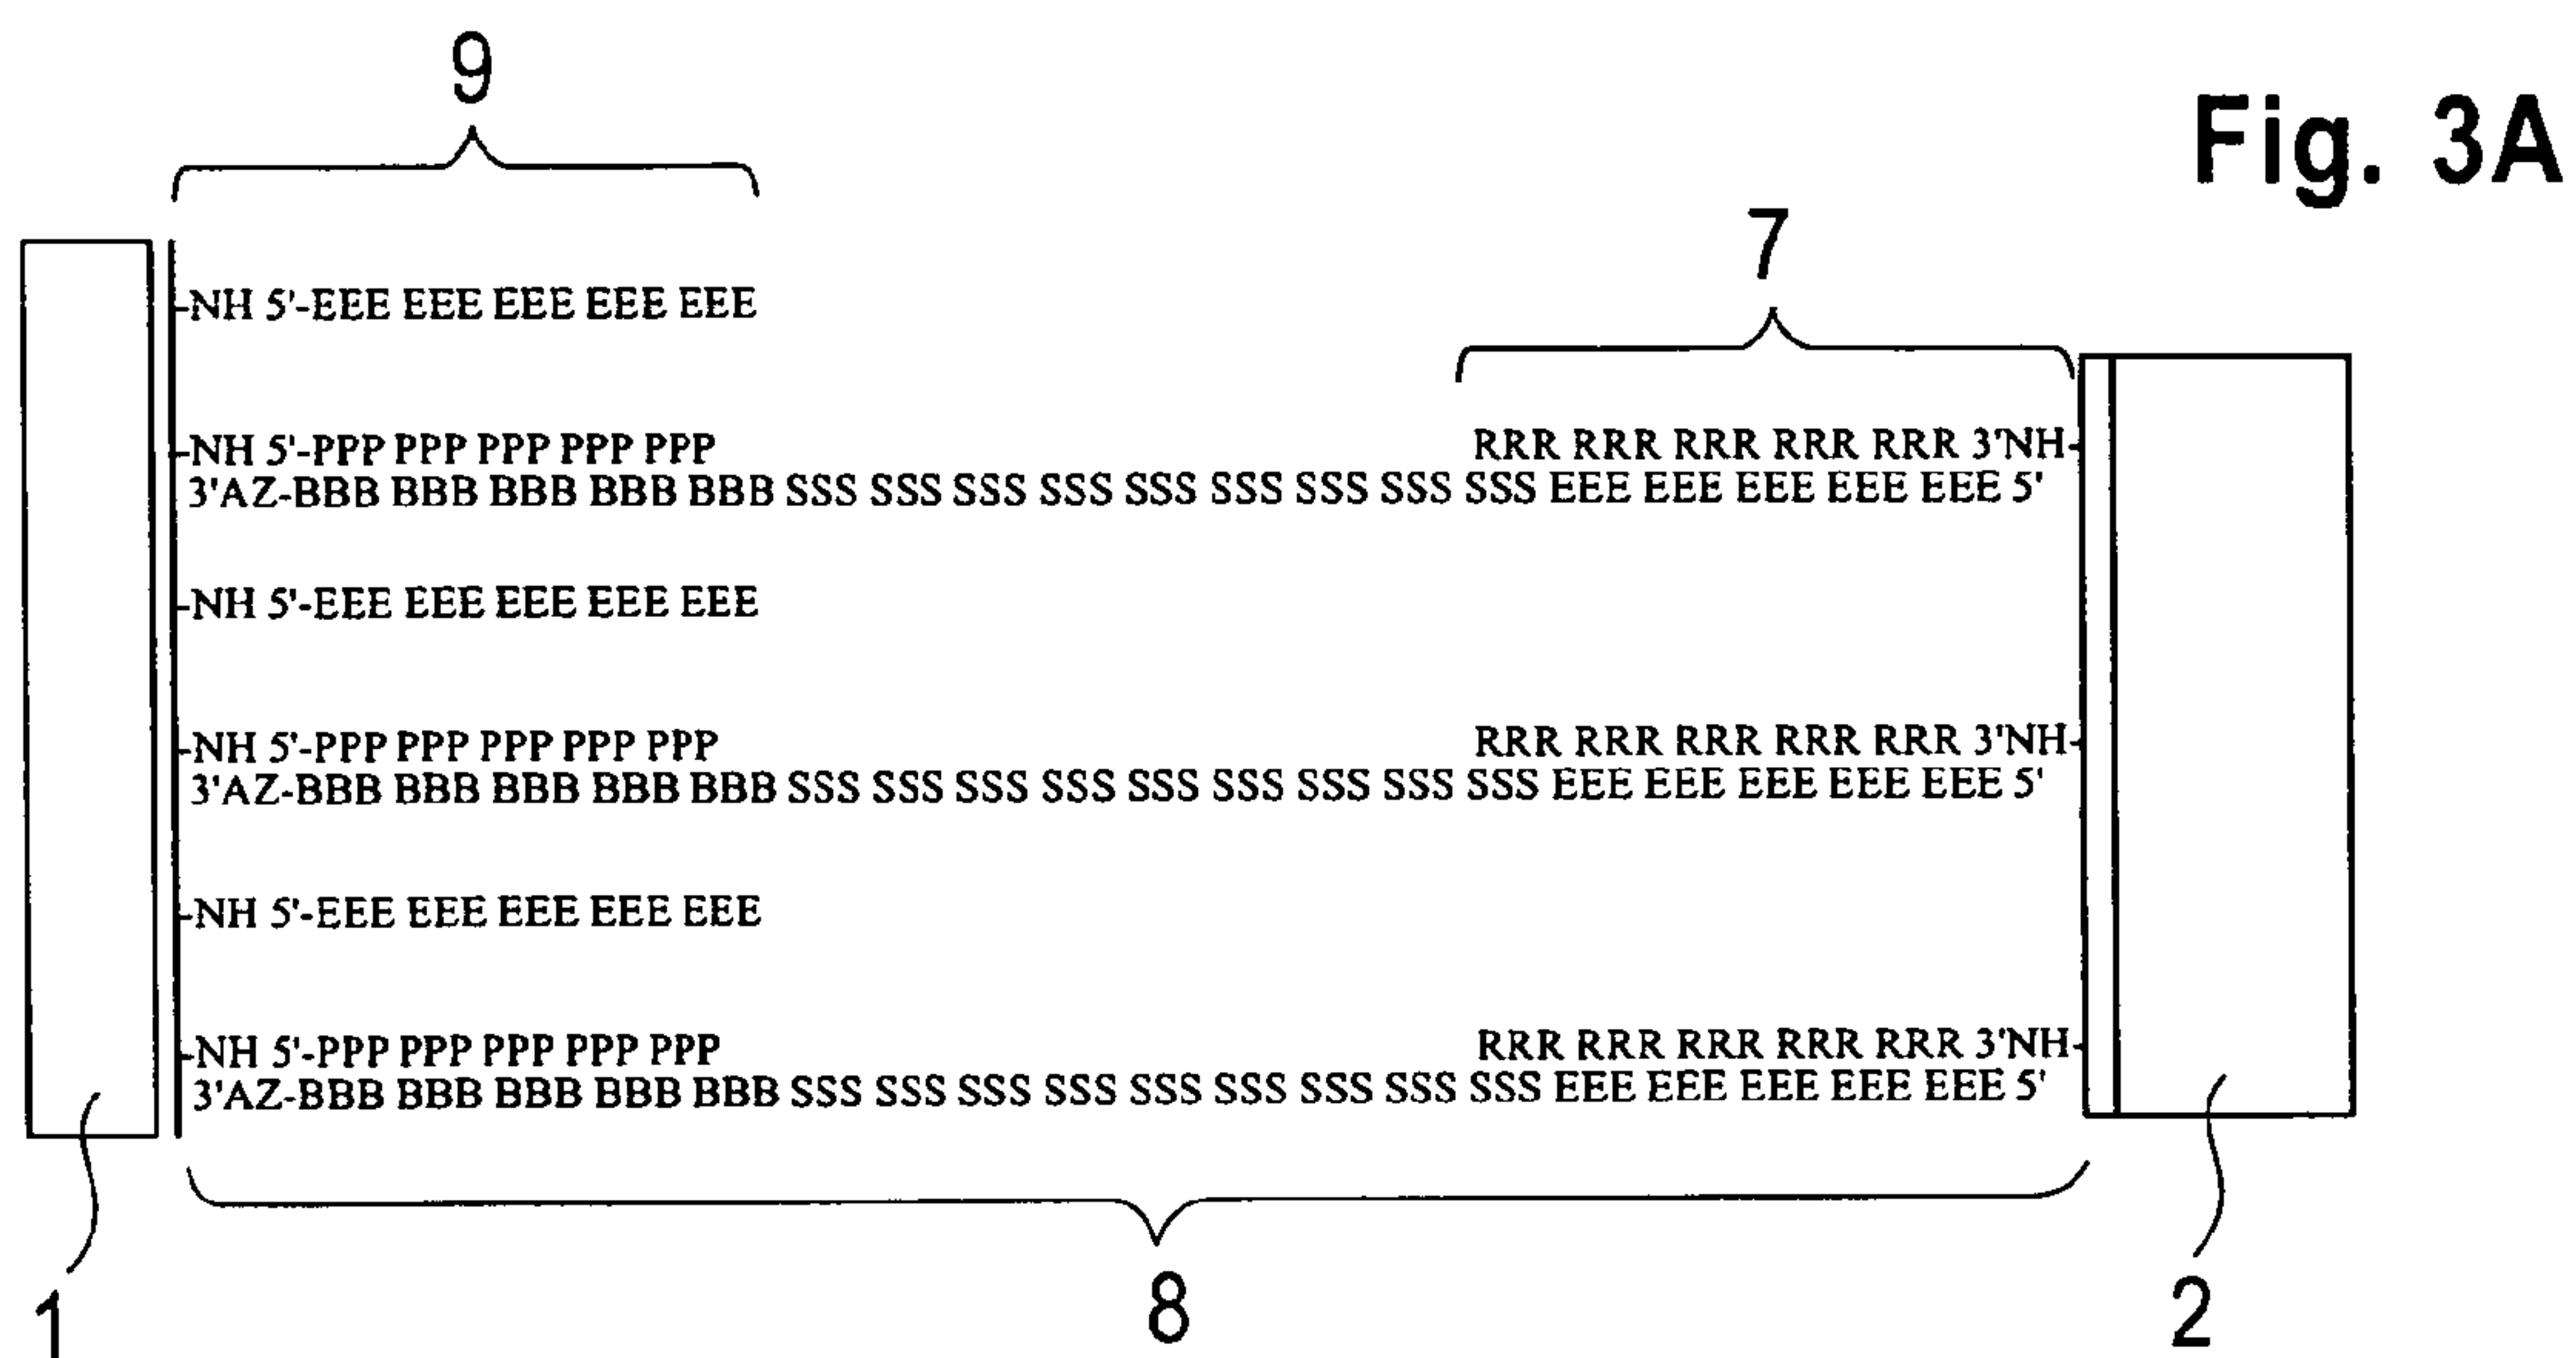 9
Fig. 3A
7
-NH 5'-EEE EEE EEE EEE EEE
-NH 5'-PPP PPP PPP PPP PPP RRR RRR RRR RRR RRR 3'NH-
3'AZ-BBB BBB BBB BBB BBB SSS SSS SSS SSS SSS SSS SSS SSS SSS EEE EEE EEE EEE EEE 5'
-NH 5'-EEE EEE EEE EEE EEE
-NH 5'-PPP PPP PPP PPP PPP RRR RRR RRR RRR RRR 3'NH-
3'AZ-BBB BBB BBB BBB BBB SSS SSS SSS SSS SSS SSS SSS SSS SSS EEE EEE EEE EEE EEE 5'
-NH 5'-EEE EEE EEE EEE EEE
-NH 5'-PPP PPP PPP PPP PPP RRR RRR RRR RRR RRR 3'NH-
3'AZ-BBB BBB BBB BBB BBB SSS SSS SSS SSS SSS SSS SSS SSS SSS EEE EEE EEE EEE EEE 5'
1 8 2